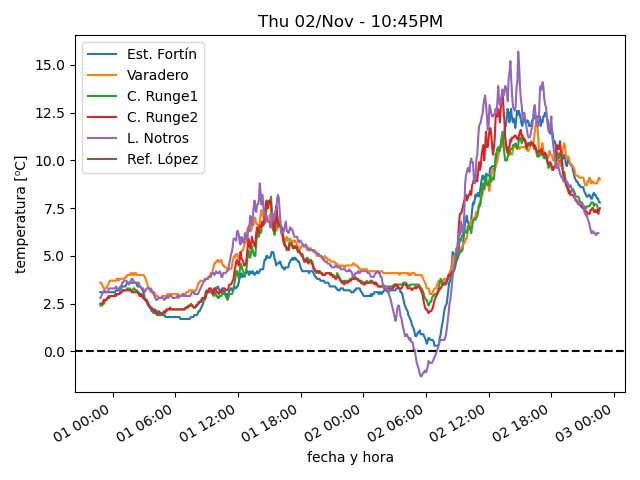 Thu 02/Nov - 10:45PM
Est. Fortín
Varadero
C. Runge1
C. Runge2
L. Notros
Ref. López
temperatura [ºC]
15.0
12.5
10.0
7.5
5.0
2.5
0.0
01 00:00
01 06:00
01 12:00
01 18:00
02 00:00
02 06:00
02 12:00
02 18:00
03 00:00
fecha y hora